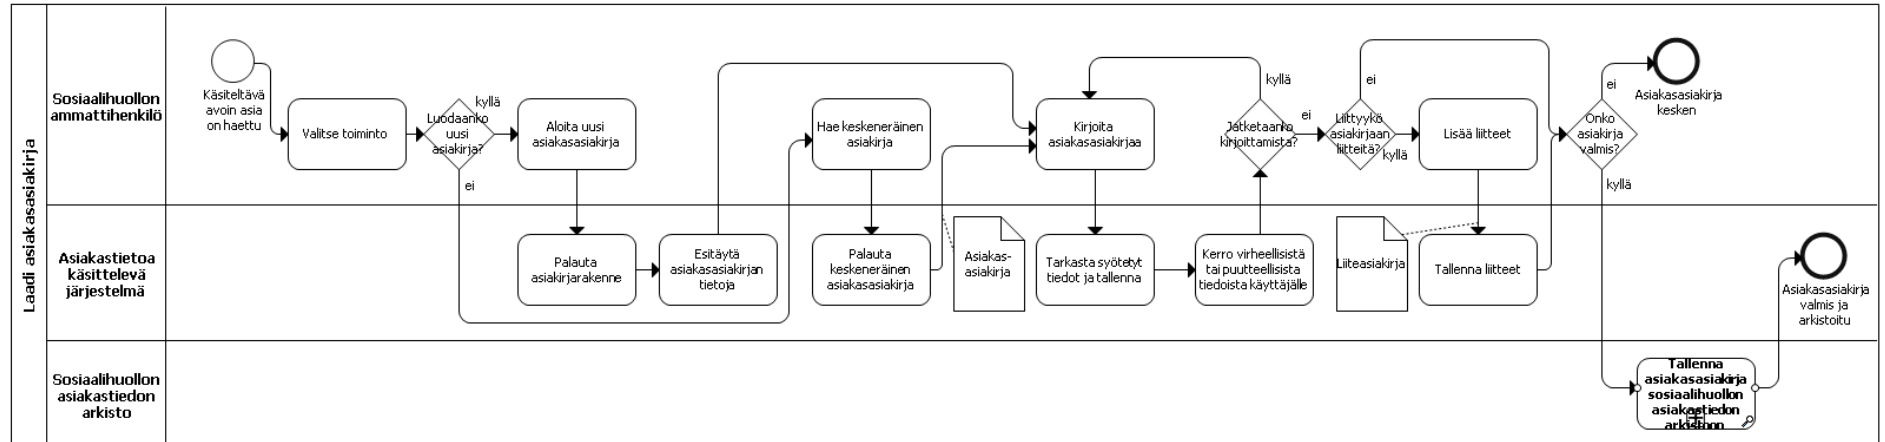 Laadi asiakasasiakirja
Sosiaalihuollon
ammattihenkilö
Käsiteltävä
avoin asia
on haettu
Valitse toiminto
Luodaanko
uusi
asiakirja?
kyllä
ei
Aloita uusi
asiakasasiakirja
Hae keskeneräinen
asiakirja
Kirjoita
asiakasasiakirjaa
Jatketaanko
kirjoittamista?
kyllä
ei
Liittyykö
asiakirjaan
liitteitä?
ei
kyllä
Lisää liitteet
Onko
asiakirja
valmis?
ei
kyllä
Asiakasasiakirja
kesken
Asiakastietoa
käsittelevä
järjestelmä
Palauta
asiakirjarakenne
Esitäytä
asiakasasiakirjan
tietoja
Palauta
keskeneräinen
asiakasasiakirja
Asiakas-
asiakirja
Tarkasta syötetyt
tiedot ja tallenna
Kerro virheellisistä
tai puutteellisista
tiedoista käyttäjälle
Liiteasiakirja
Tallenna liitteet
Asiakasasiakirja
valmis ja
arkistoitu
Sosiaalihuollon
asiakastiedon
arkisto
Tallenna
asiakasasiakirja
sosiaalihuollon
asiakastiedon
arkistoon